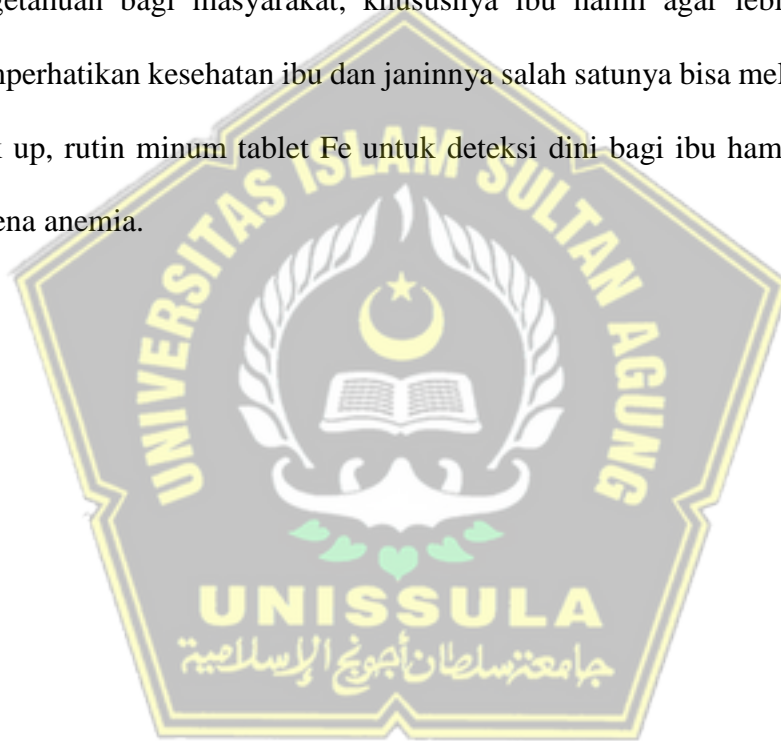 getahuan bagi masyarakat, khususnya ibu hamil agar lebi
nperhatikan kesehatan ibu dan janinnya salah satunya bisa mel
k up, rutin minum tablet Fe untuk deteksi dini bagi ibu ham
ena anemia.
UNIVERSITAS ISLAM SULTAN AGUNG
UNISSULA
جامعة سلطان أجونج الإسلامية